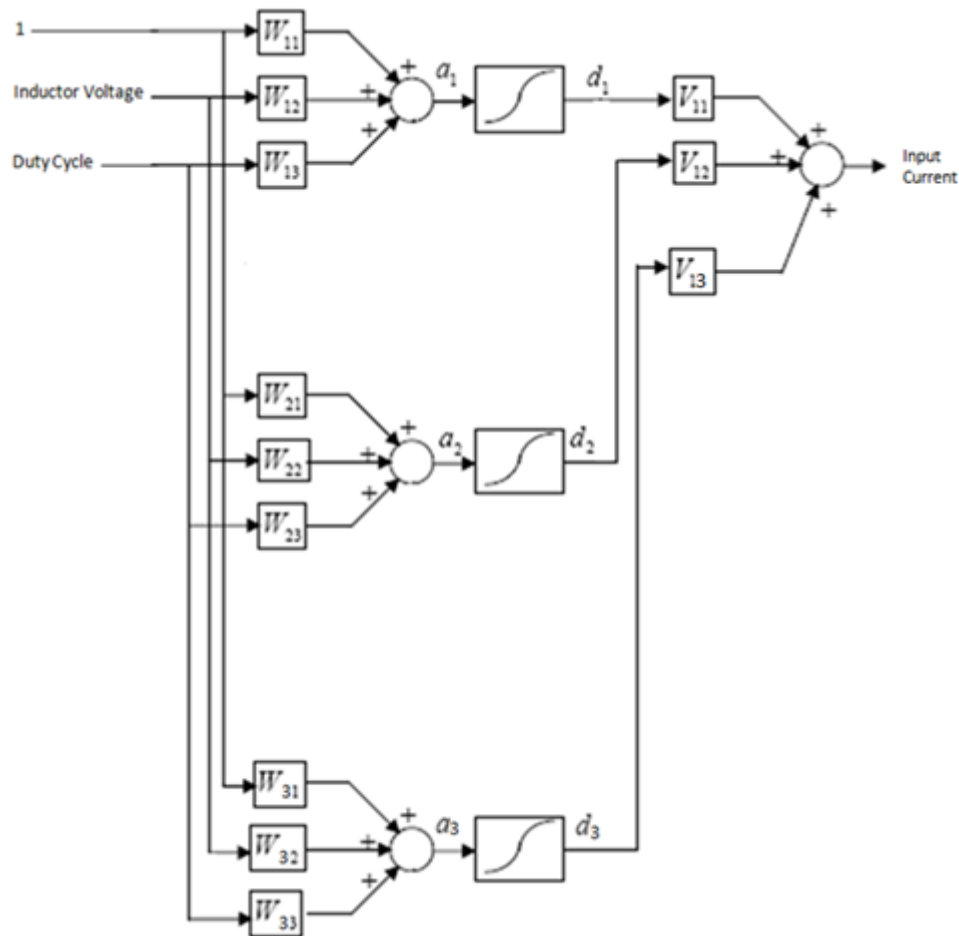 1
Inductor Voltage
Duty Cycle
W11
W12
W13
+
+
+
a1
d1
V11
V12
V13
+
+
+
Input
Current
W21
W22
W23
+
+
+
a2
d2
W31
W32
W33
+
+
+
a3
d3